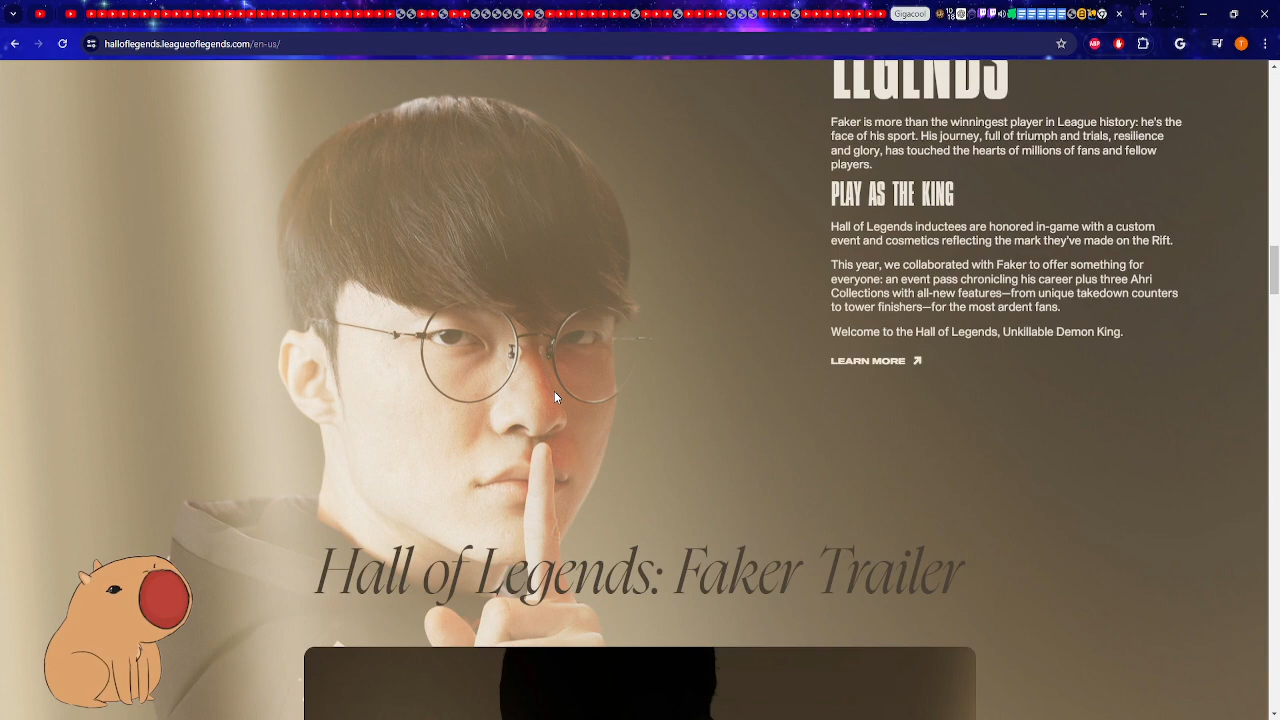 Gigacool
halloflegends.leagueoflegends.com/en-us/
LEGENDS
Faker is more than the winningest player in League history: he's the
face of his sport. His journey, full of triumph and trials, resilience
and glory, has touched the hearts of millions of fans and fellow
players.
PLAY AS THE KING
Hall of Legends inductees are honored in-game with a custom
event and cosmetics reflecting the mark they've made on the Rift.
This year, we collaborated with Faker to offer something for
everyone: an event pass chronicling his career plus three Ahri
Collections with all-new features—from unique takedown counters
to tower finishers—for the most ardent fans.
Welcome to the Hall of Legends, Unkillable Demon King.
LEARN MORE
Hall of Legends: Faker Trailer